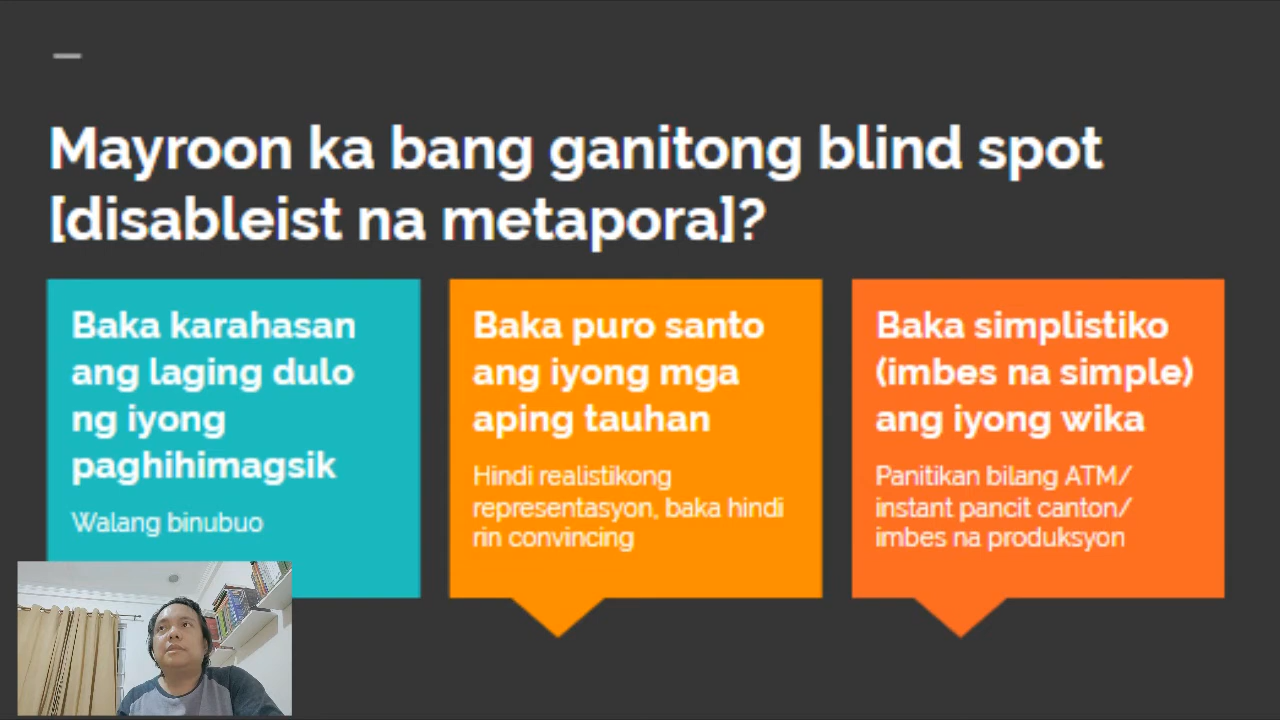 Mayroon ka bang ganitong blind spot
[disableist na metapora]?
Baka karahasan
ang laging dulo
ng iyong
paghihimagsik
Walang binubuo
Baka puro santo
ang iyong mga
aping tauhan
Hindi realistikong
representasyon, baka hindi
rin convincing
Baka simplistiko
(imbes na simple)
ang iyong wika
Panitikan bilang ATM/
instant pancit canton/
imbes na produksyon